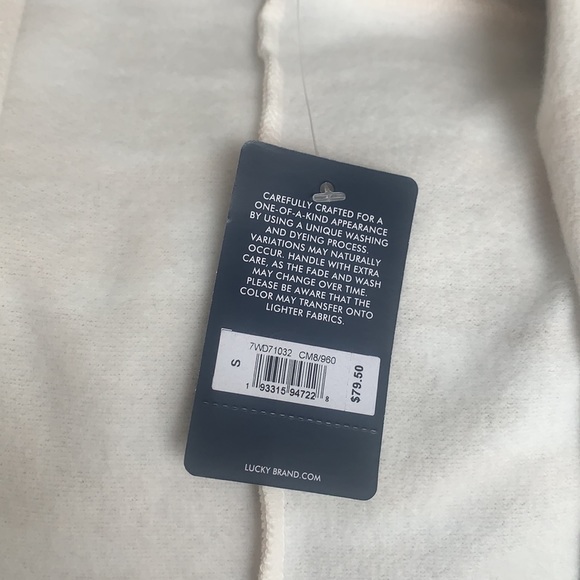 CAREFULLY CRAFTED FOR A
ONE-OF-A-KIND APPEARANCE
BY USING A UNIQUE WASHING
AND DYEING PROCESS.
VARIATIONS MAY NATURALLY
OCCUR. HANDLE WITH EXTRA
CARE, AS THE FADE AND WASH
MAY CHANGE OVER TIME.
PLEASE BE AWARE THAT THE
COLOR MAY TRANSFER ONTO
LIGHTER FABRICS.
7WD71032 CM8/960
S
1 93315 94722 8
$79.50
LUCKY BRAND.COM